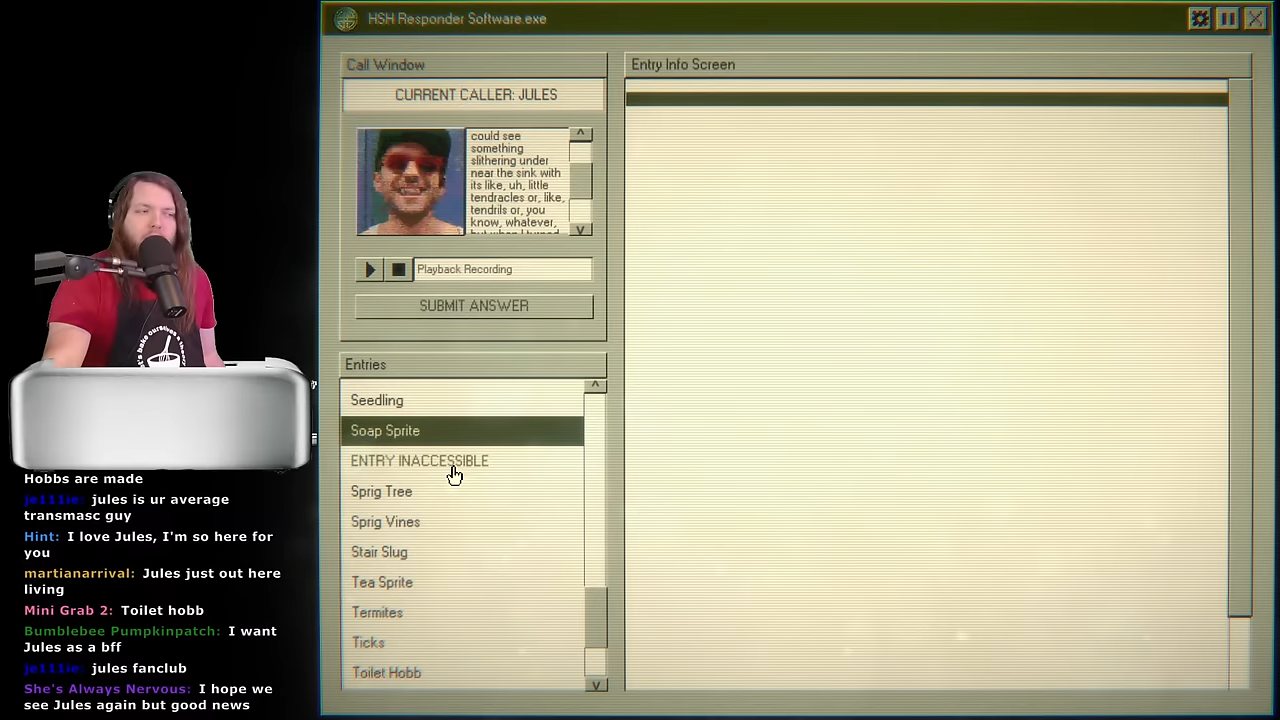 HSH Responder Software.exe
Call Window
CURRENT CALLER: JULES
could see
something
slithering under
near the sink with
its like, uh, little
tendracles or, like,
tendrils or, you
know, whatever,
but when I turned
Playback Recording
SUBMIT ANSWER
Entries
Seedling
Soap Sprite
ENTRY INACCESSIBLE
Sprig Tree
Sprig Vines
Stair Slug
Tea Sprite
Termites
Ticks
Toilet Hobb
Entry Info Screen
Hobbs are made
je111ie: jules is ur average
transmasc guy
Hint: I love Jules, I'm so here for
you
martianarrival: Jules just out here
living
Mini Grab 2: Toilet hobb
Bumblebee Pumpkinpatch: I want
Jules as a bff
je111ie: jules fanclub
She's Always Nervous: I hope we
see Jules again but good news